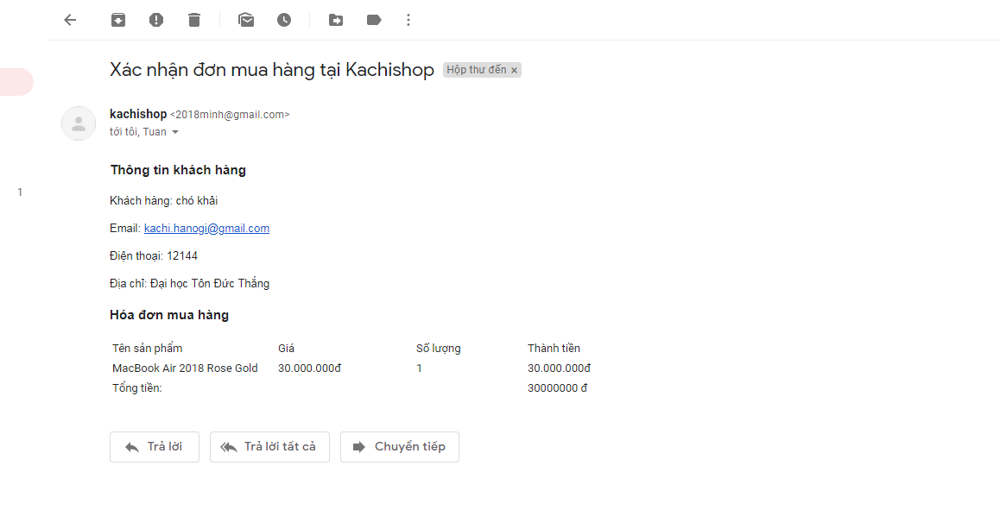 Xác nhận đơn mua hàng tại Kachishop Hộp thư đến ×
kachishop <2018minh@gmail.com>
tới tôi, Tuan
1
Thông tin khách hàng
Khách hàng: chó khải
Email: kachi.hanogi@gmail.com
Điện thoại: 12144
Địa chỉ: Đại học Tôn Đức Thắng
Hóa đơn mua hàng
Tên sản phẩm Giá Số lượng Thành tiền
MacBook Air 2018 Rose Gold 30.000.000đ 1 30.000.000đ
Tổng tiền: 30000000 đ
Trả lời Trả lời tất cả Chuyển tiếp